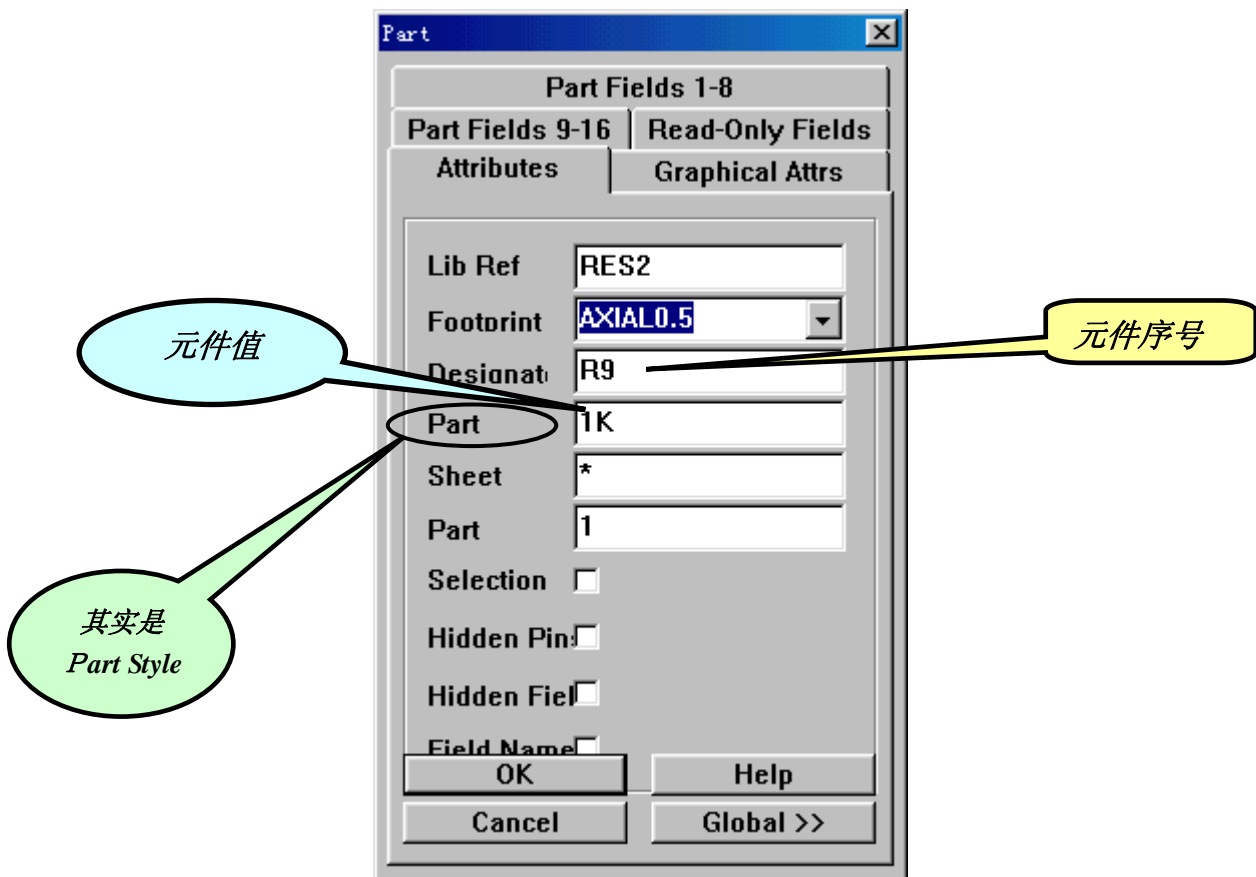 Part
Part Fields 1-8
Part Fields 9-16 Read-Only Fields
Attributes Graphical Attrs
Lib Ref RES2
Footprint AXIAL0.5
Designat R9
Part 1K
Sheet *
Part 1
Selection
Hidden Pins
Hidden Fiel
Field Name
OK Help
Cancel Global >>
元件值
元件序号
其实是
Part Style